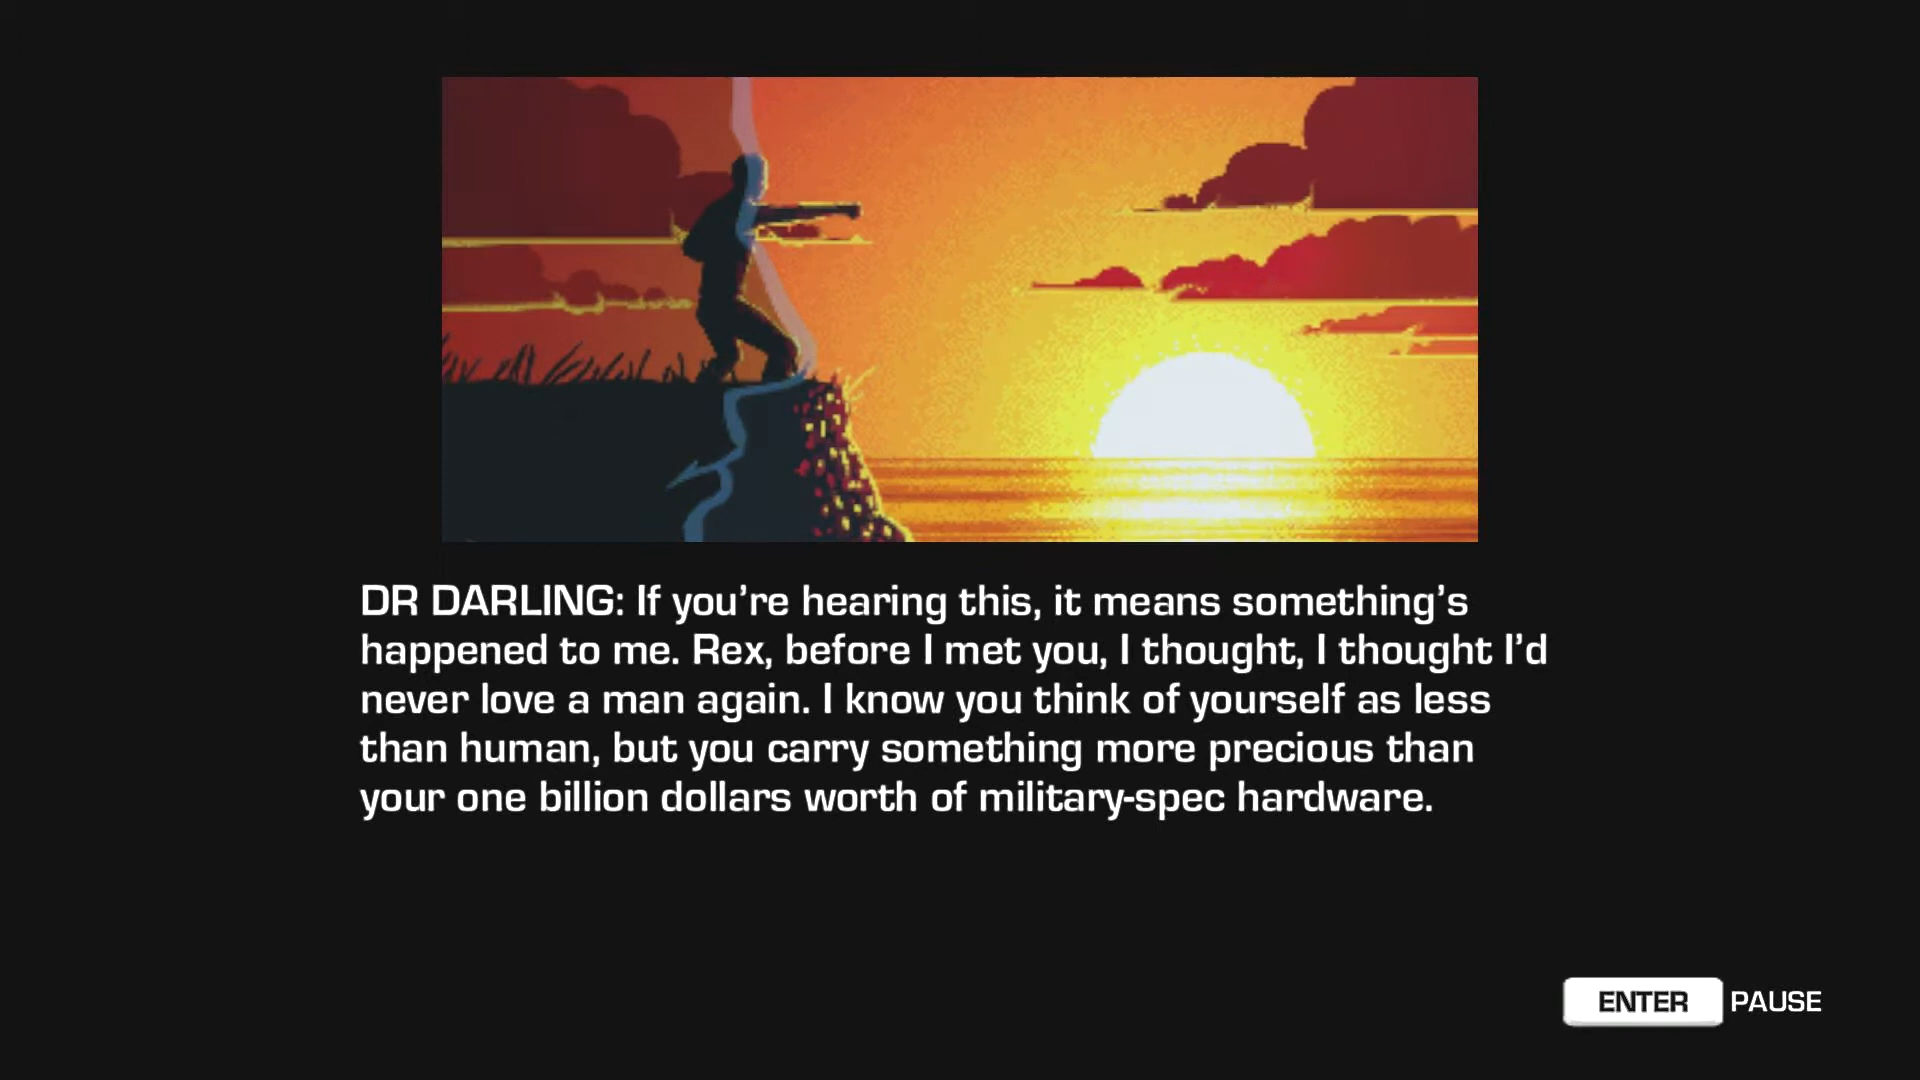 DR DARLING: If you’re hearing this, it means something’s
happened to me. Rex, before I met you, I thought, I thought I’d
never love a man again. I know you think of yourself as less
than human, but you carry something more precious than
your one billion dollars worth of military-spec hardware.
ENTER PAUSE